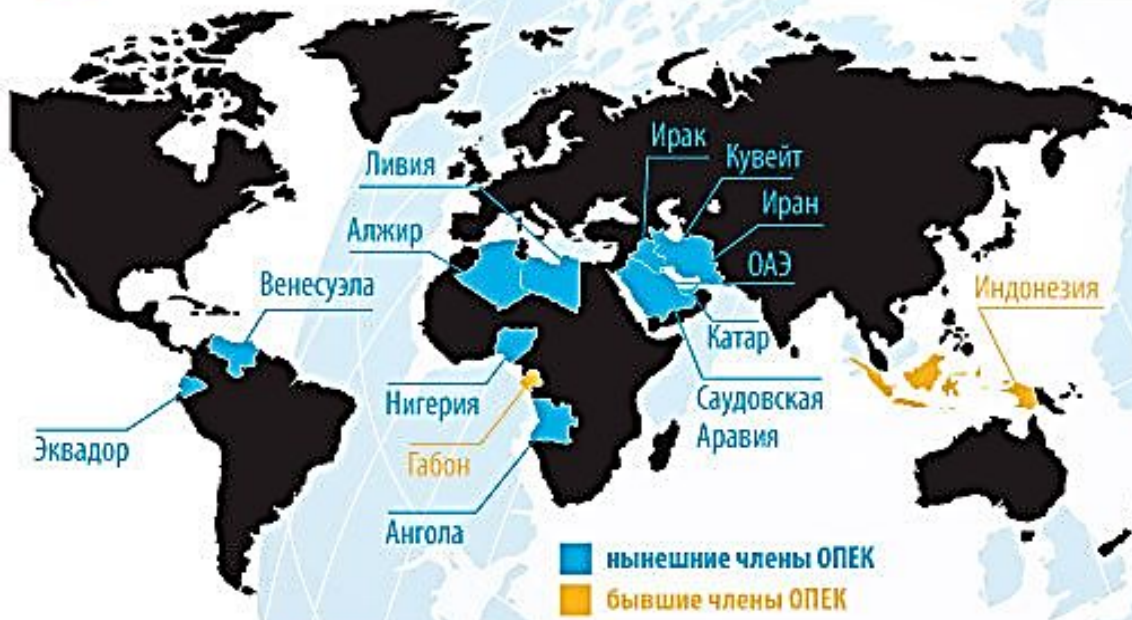 Ирак
Кувейт
Ливия
Иран
Алжир
ОАЭ
Венесуэла
Индонезия
Катар
Нигерия
Саудовская
Аравия
Эквадор
Габон
Ангола
нынешние члены ОПЕК
бывшие члены ОПЕК